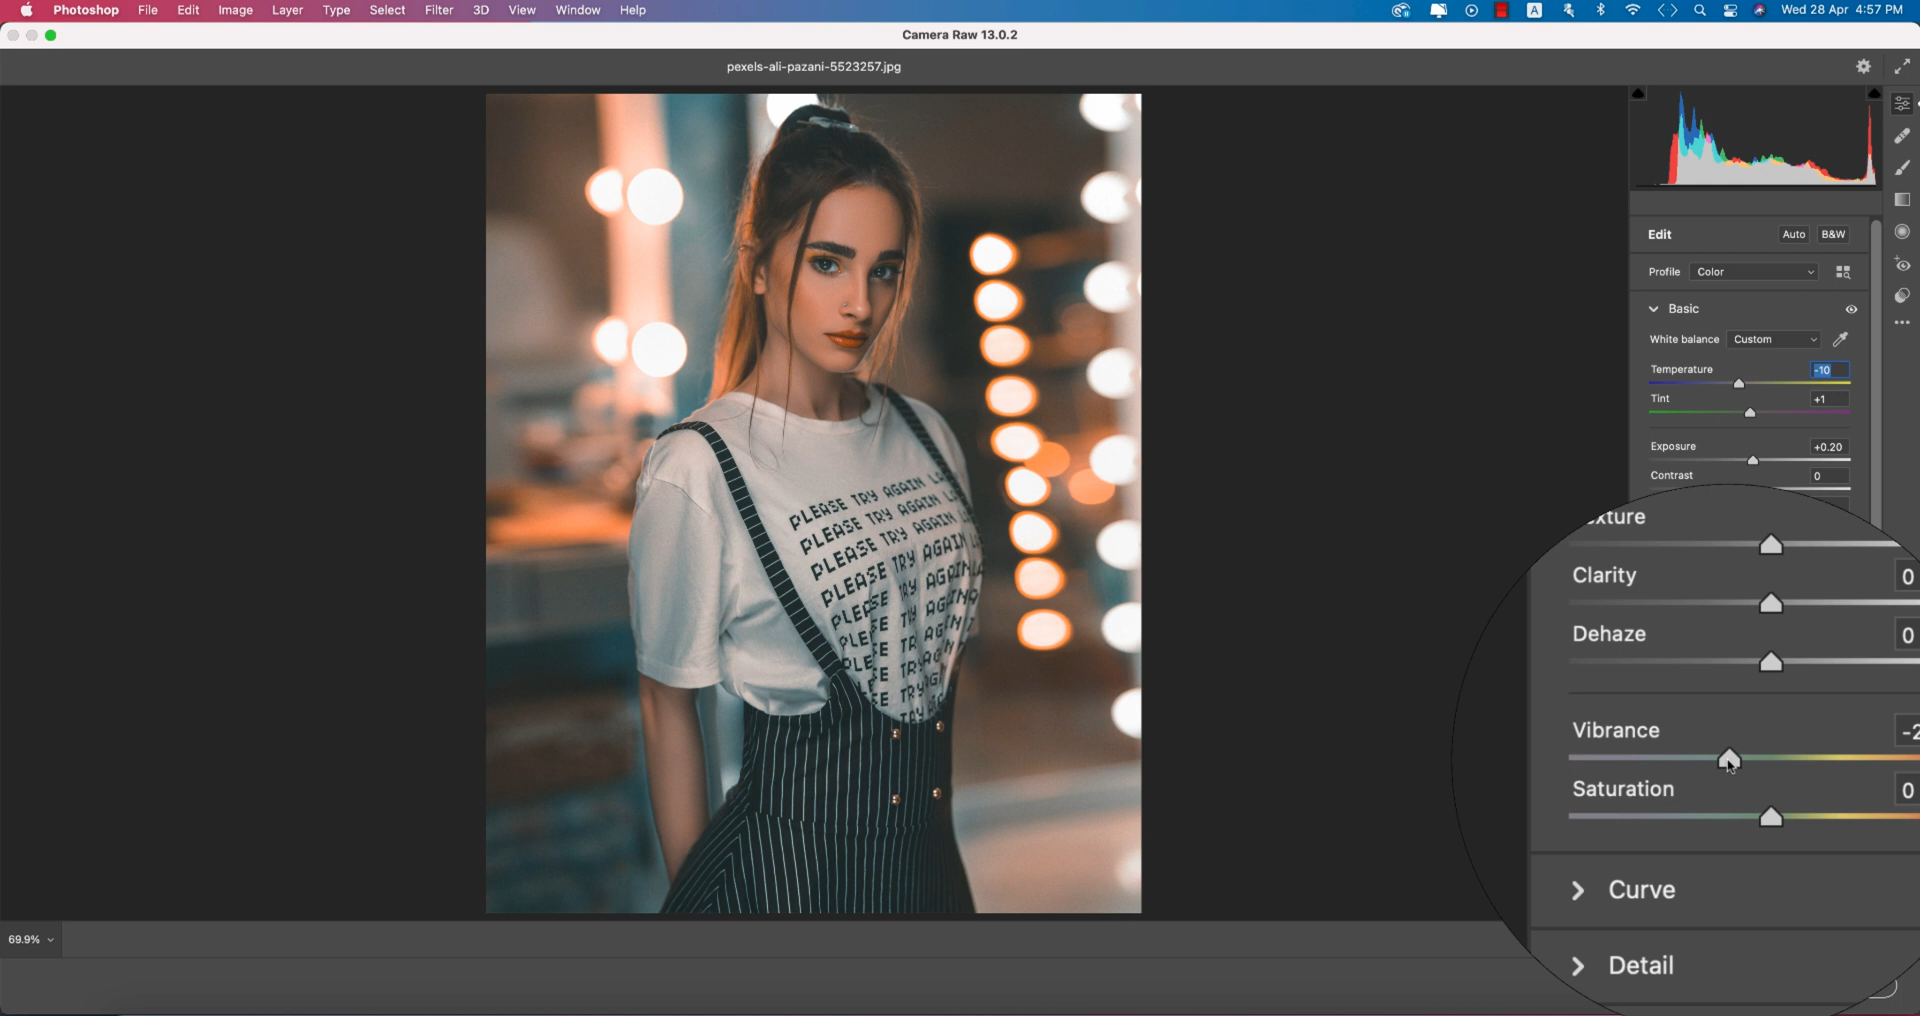 Photoshop File Edit Image Layer Type Select Filter 3D View Window Help A Wed 28 Apr 4:57 PM
Camera Raw 13.0.2
pexels-ali-pazani-5523257.jpg
Edit Auto B&W
Profile Color
Basic
White balance Custom
Temperature -10
Tint +1
Exposure +0.20
Contrast 0
Clarity 0
Dehaze 0
Vibrance
Saturation 0
Curve
Detail
PLEASE TRY AGAIN
PLEASE TRY AGAIN
PLEASE TRY AGAIN
PLEASE TRY AGAIN
PLEASE TRY AGAIN
69.9%